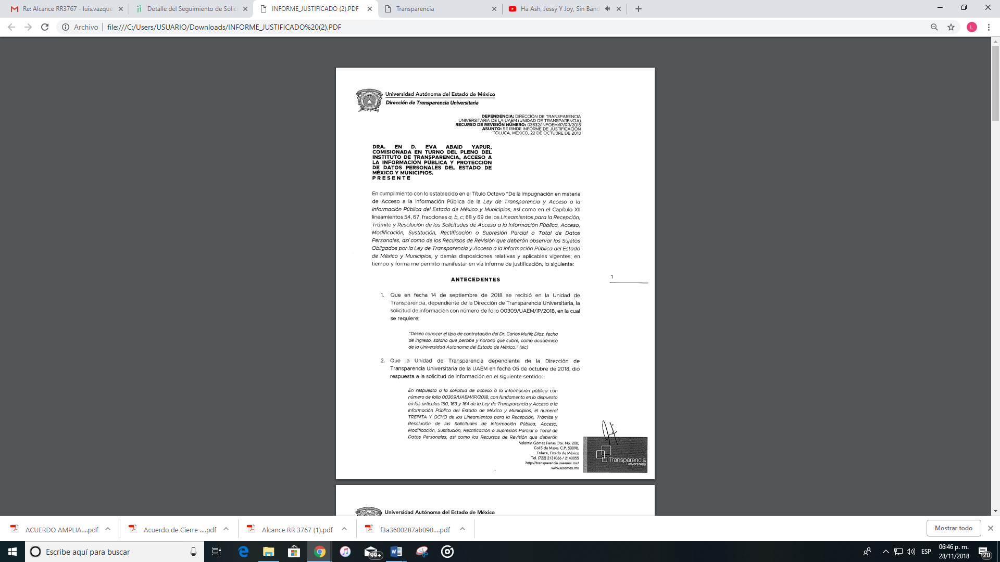 Re: Alcance RR3767 - luis.vazque
Detalle del Seguimiento de Solici
INFORME_JUSTIFICADO (2).PDF
Transparencia
Ha Ash, Jessy Y Joy, Sin Band
Archivo
file:///C:/Users/USUARIO/Downloads/INFORME_JUSTIFICADO%20(2).PDF
L
Universidad Autónoma del Estado de México
Dirección de Transparencia Universitaria
DEPENDENCIA: DIRECCIÓN DE TRANSPARENCIA
UNIVERSITARIA DE LA UAEM (UNIDAD DE TRANSPARENCIA)
RECURSO DE REVISIÓN NÚMERO: 03832/INFOEM/IP/RR/2018
ASUNTO: SE RINDE INFORME DE JUSTIFICACIÓN
TOLUCA, MÉXICO, 22 DE OCTUBRE DE 2018
DRA. EN D. EVA ABAID YAPUR,
COMISIONADA EN TURNO DEL PLENO DEL
INSTITUTO DE TRANSPARENCIA, ACCESO A
LA INFORMACIÓN PÚBLICA Y PROTECCIÓN
DE DATOS PERSONALES DEL ESTADO DE
MÉXICO Y MUNICIPIOS.
P R E S E N T E
En cumplimiento con lo establecido en el Título Octavo "De la impugnación en materia
de Acceso a la Información Pública de la Ley de Transparencia y Acceso a la
Información Pública del Estado de México y Municipios, así como en el Capítulo XII
lineamientos 54, 67, fracciones a, b, c; 68 y 69 de los Lineamientos para la Recepción,
Trámite y Resolución de las Solicitudes de Acceso a la Información Pública, Acceso,
Modificación, Sustitución, Rectificación o Supresión Parcial o Total de Datos
Personales, así como de los Recursos de Revisión que deberán observar los Sujetos
Obligados por la Ley de Transparencia y Acceso a la Información Pública del Estado
de México y Municipios, y demás disposiciones relativas y aplicables vigentes; en
tiempo y forma me permito manifestar en vía informe de justificación, lo siguiente:
1
ANTECEDENTES
1. Que en fecha 14 de septiembre de 2018 se recibió en la Unidad de
Transparencia, dependiente de la Dirección de Transparencia Universitaria, la
solicitud de información con número de folio 00309/UAEM/IP/2018, en la cual
se requiere:
"Deseo conocer el tipo de contratación del Dr. Carlos Muñiz Díaz, fecha
de ingreso, salario que percibe y horario que cubre, como académico
de la Universidad Autonoma del Estado de México." (sic)
2. Que la Unidad de Transparencia dependiente de la Dirección de
Transparencia Universitaria de la UAEM en fecha 05 de octubre de 2018, dio
respuesta a la solicitud de información en el siguiente sentido:
En respuesta a la solicitud de acceso a la información pública con
número de folio 00309/UAEM/IP/2018, con fundamento en lo dispuesto
en los artículos 150, 163 y 164 de la Ley de Transparencia y Acceso a la
Información Pública del Estado de México y Municipios, el numeral
TREINTA Y OCHO de los Lineamientos para la Recepción, Trámite y
Resolución de las Solicitudes de Información Pública, Acceso,
Modificación, Sustitución, Rectificación o Supresión Parcial o Total de
Datos Personales, así como los Recursos de Revisión que deberán
Valentín Gómez Farías Ote. No. 200,
Col.5 de Mayo. C.P. 50090.
Toluca, Estado de México
Tel. (722) 2131086 / 2143055
http://transparencia.uaemex.mx/
www.uaemex.mx
Transparencia
Universitaria
Universidad Autónoma del Estado de México
ACUERDO AMPLIA....pdf
Acuerdo de Cierre ....pdf
Alcance RR 3767 (1).pdf
f3a3600287ab090....pdf
Mostrar todo
Escribe aquí para buscar
99+
ESP
06:46 p. m.
28/11/2018
20